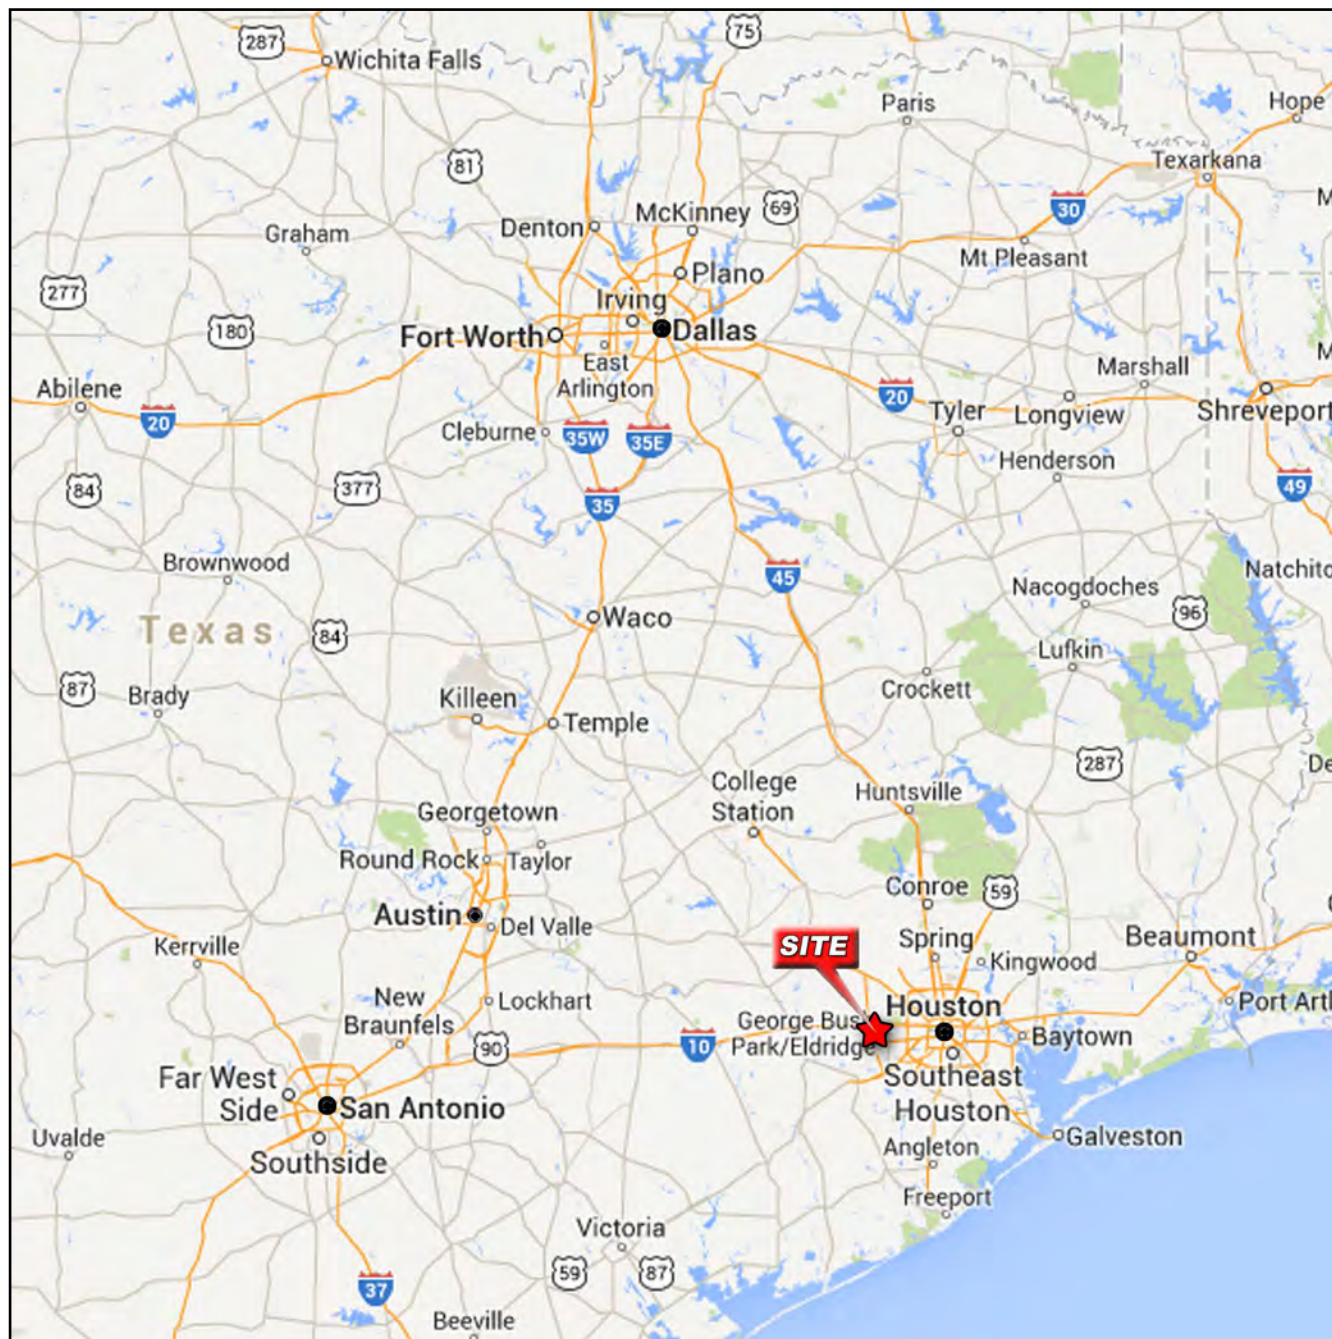 75
287
Wichita Falls
Paris
Hope
81
Texarkana
McKinney
69
30
Denton
Graham
Mt Pleasant
Plano
277
Irving
180
Fort Worth
Dallas
East
Arlington
Marshall
Abilene
20
20
Tyler
Longview
Shreveport
Cleburne
35W
35E
Henderson
84
377
49
35
Brownwood
45
Nacogdoches
Natchito
96
Texas
84
Waco
Lufkin
87
Brady
Killeen
Crockett
Temple
287
De
College
Station
Huntsville
Georgetown
Round Rock
Taylor
Conroe
59
Austin
Del Valle
SITE
Spring
Beaumont
Kerrville
Kingwood
New
Braunfels
Lockhart
Houston
Port Art
George Bus
Park/Eldridge
10
90
Baytown
Far West
Side
Southeast
Houston
San Antonio
Uvalde
Galveston
Southside
Angleton
Freeport
Victoria
59
87
37
Beeville